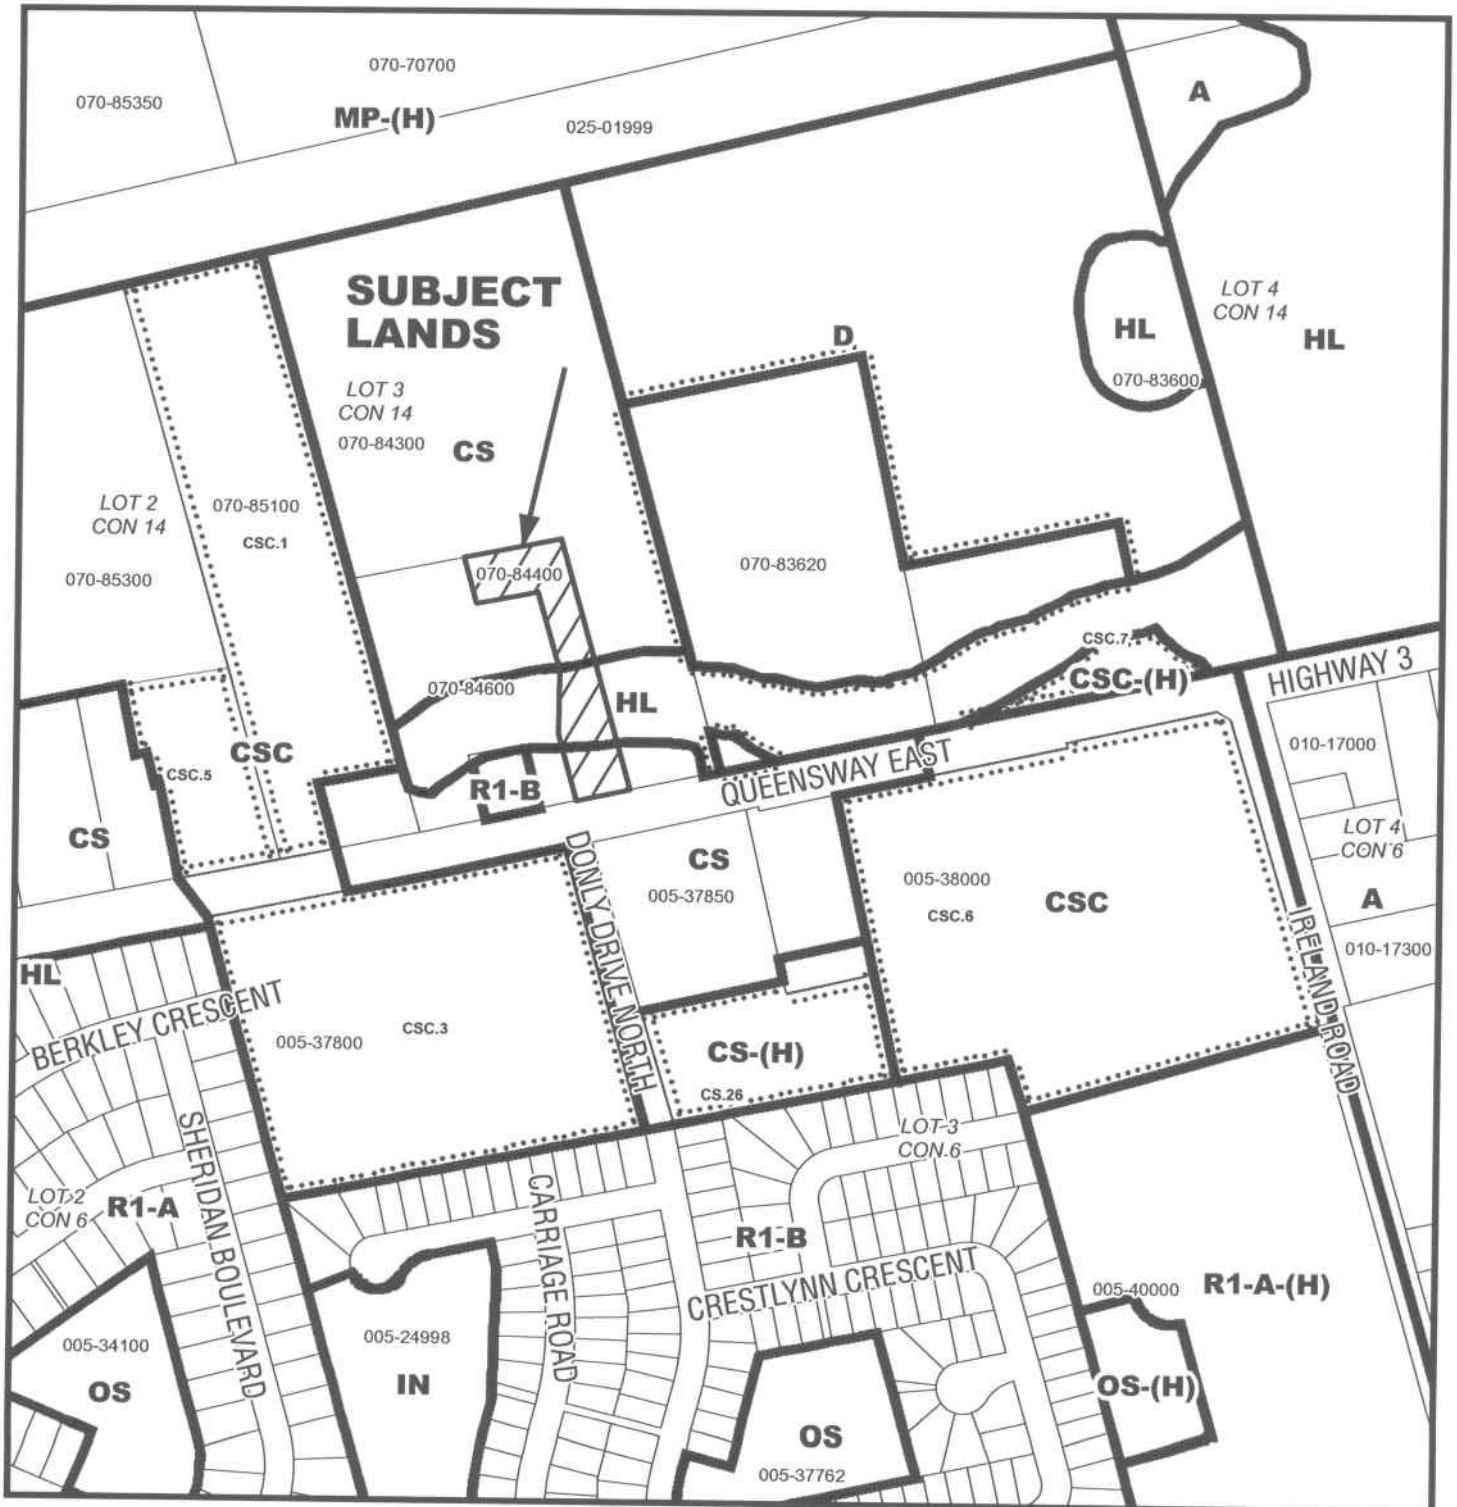 070-70700
070-85350
A
MP-(H)
025-01999
SUBJECT
LANDS
LOT 4
CON 14
HL
HL
D
070-83600
LOT 3
CON 14
070-84300
CS
LOT 2
CON 14
070-85100
CSC.1
070-85300
070-84400
070-83620
CSC.7
CSC-(H)
HIGHWAY 3
070-84600
HL
010-17000
CSC
CSC.5
R1-B
QUEENSWAY EAST
CS
LOT 4
CON 6
DONLY DRIVE NORTH
CS
005-37850
005-38000
CSC.6
CSC
A
IRELAND ROAD
010-17300
HL
BERKLEY CRESCENT
005-37800
CSC.3
CS-(H)
CS.26
SHERIDAN BOULEVARD
LOT 3
CON 6
LOT 2
CON 6
R1-A
CARRIAGE ROAD
R1-B
CRESTLYNN CRESCENT
005-40000
R1-A-(H)
005-34100
OS
005-24998
IN
OS-(H)
OS
005-37762